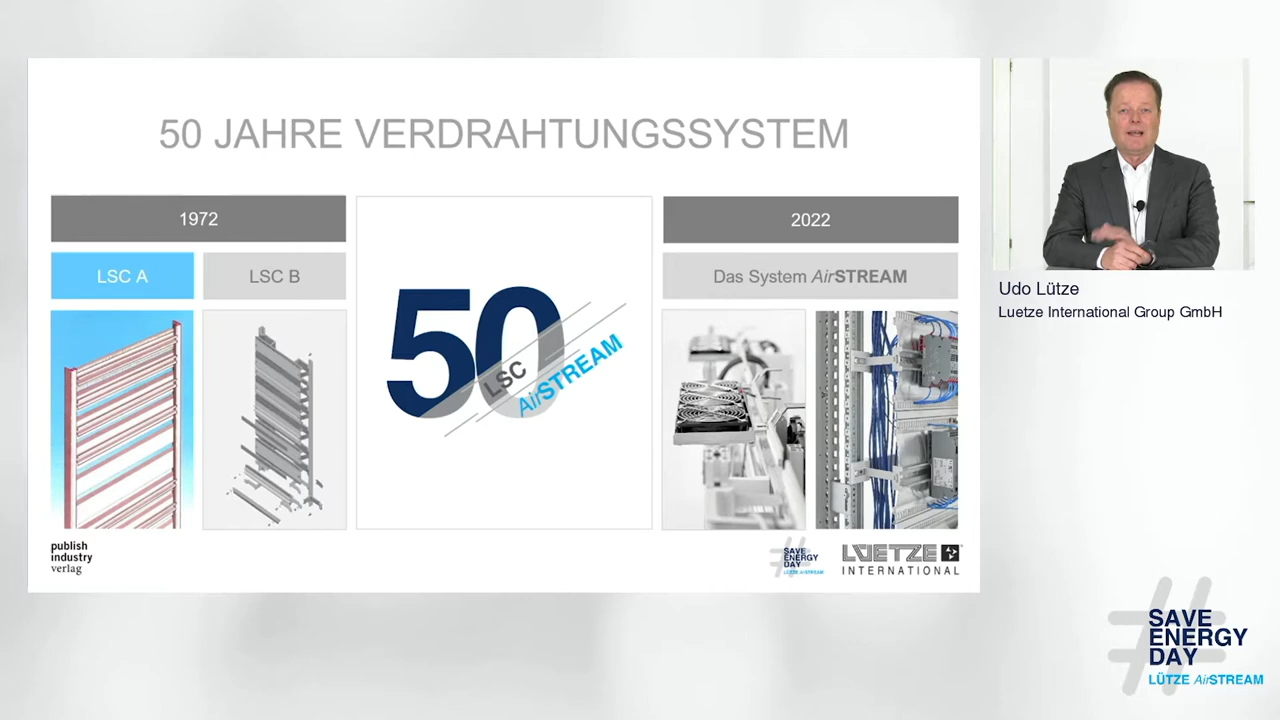 50 JAHRE VERDRAHTUNGSSYSTEM
1972
LSC A
LSC B
50
LSC
AirSTREAM
2022
Das System AirSTREAM
publish
industry
verlag
SAVE
ENERGY
DAY
LÜTZE AirSTREAM
LUETZE
INTERNATIONAL
Udo Lütze
Luetze International Group GmbH
#
SAVE
ENERGY
DAY
LÜTZE AirSTREAM